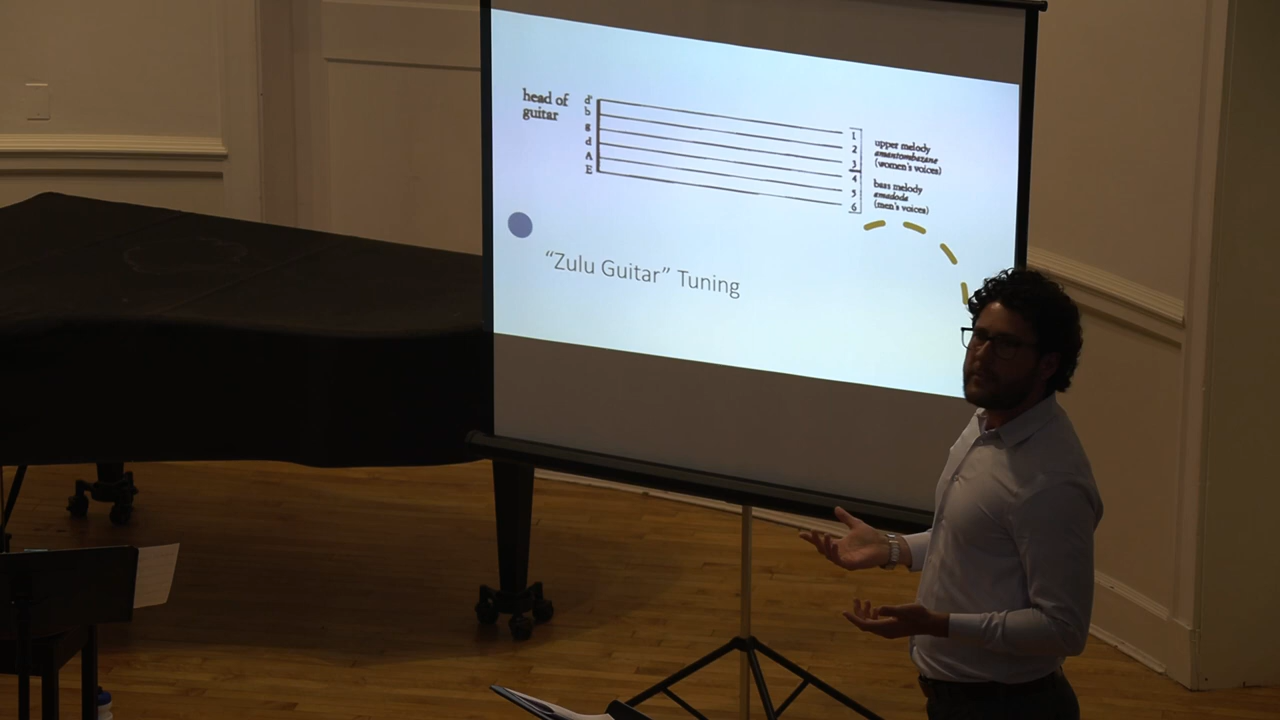 head of
guitar
d'
b
g
d
A
E
1
2
3
4
5
6
upper melody
amantombazane
(women's voices)
bass melody
amadoda
(men's voices)
"Zulu Guitar" Tuning